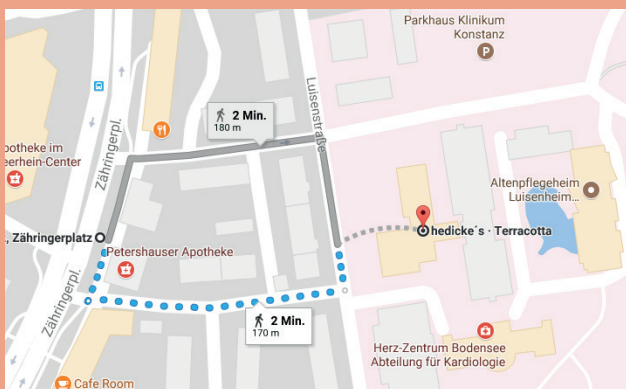 Parkhaus Klinikum
Konstanz
P
2 Min.
180 m
Luisenstraße
Zähringerpl.
apotheke im
eerhein-Center
Altenpflegeheim
Luisenheim...
., Zähringerplatz
hedicke´s · Terracotta
Petershauser Apotheke
Zähringerpl.
2 Min.
170 m
Herz-Zentrum Bodensee
Abteilung für Kardiologie
Cafe Room